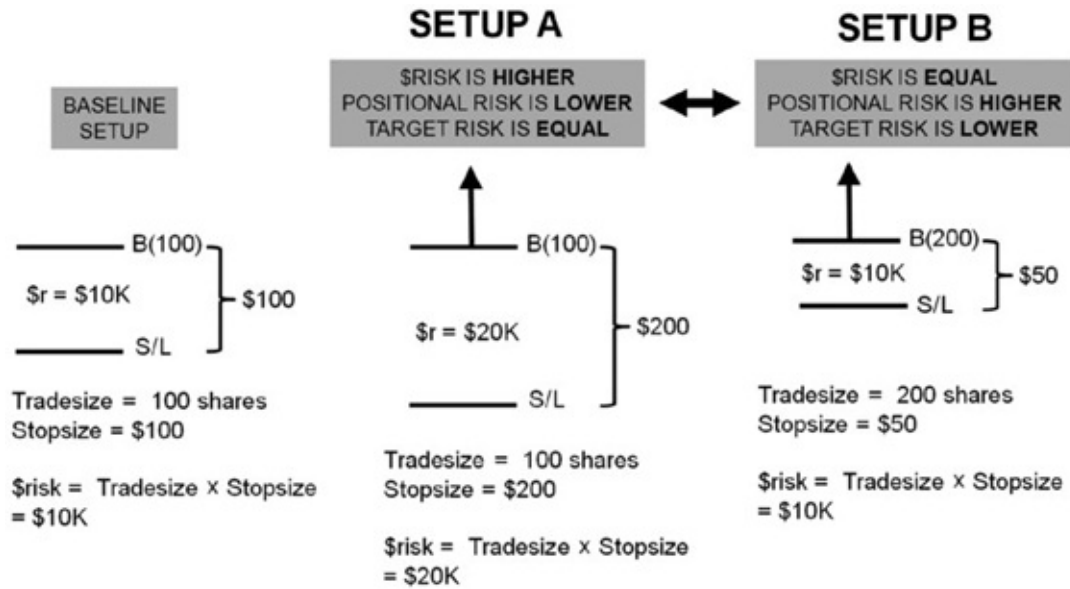 SETUP A
SETUP B
BASELINE
SETUP
$RISK IS HIGHER
POSITIONAL RISK IS LOWER
TARGET RISK IS EQUAL
$RISK IS EQUAL
POSITIONAL RISK IS HIGHER
TARGET RISK IS LOWER
B(100)
$r = $10K
$100
S/L
Tradesize = 100 shares
Stopsize = $100
$risk = Tradesize x Stopsize
= $10K
B(100)
$r = $20K
$200
S/L
Tradesize = 100 shares
Stopsize = $200
$risk = Tradesize x Stopsize
= $20K
B(200)
$r = $10K
$50
S/L
Tradesize = 200 shares
Stopsize = $50
$risk = Tradesize x Stopsize
= $10K